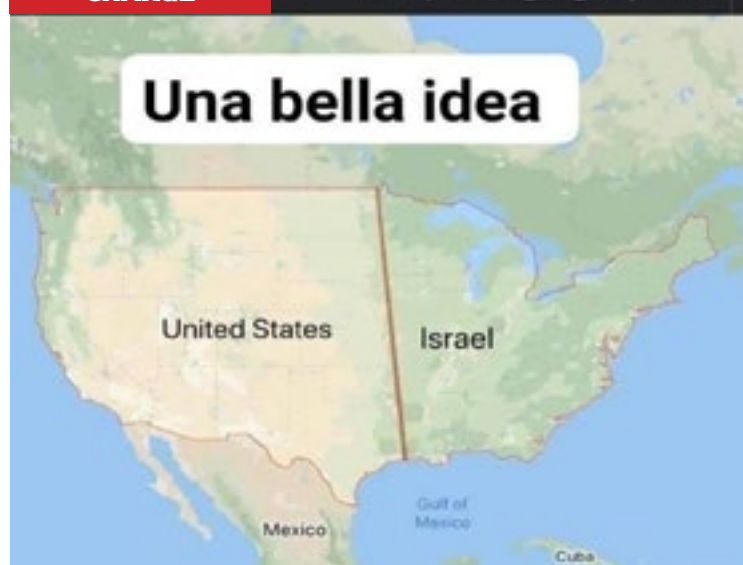 Una bella idea
United States
Israel
Gulf of
Mexico
Mexico
Cuba